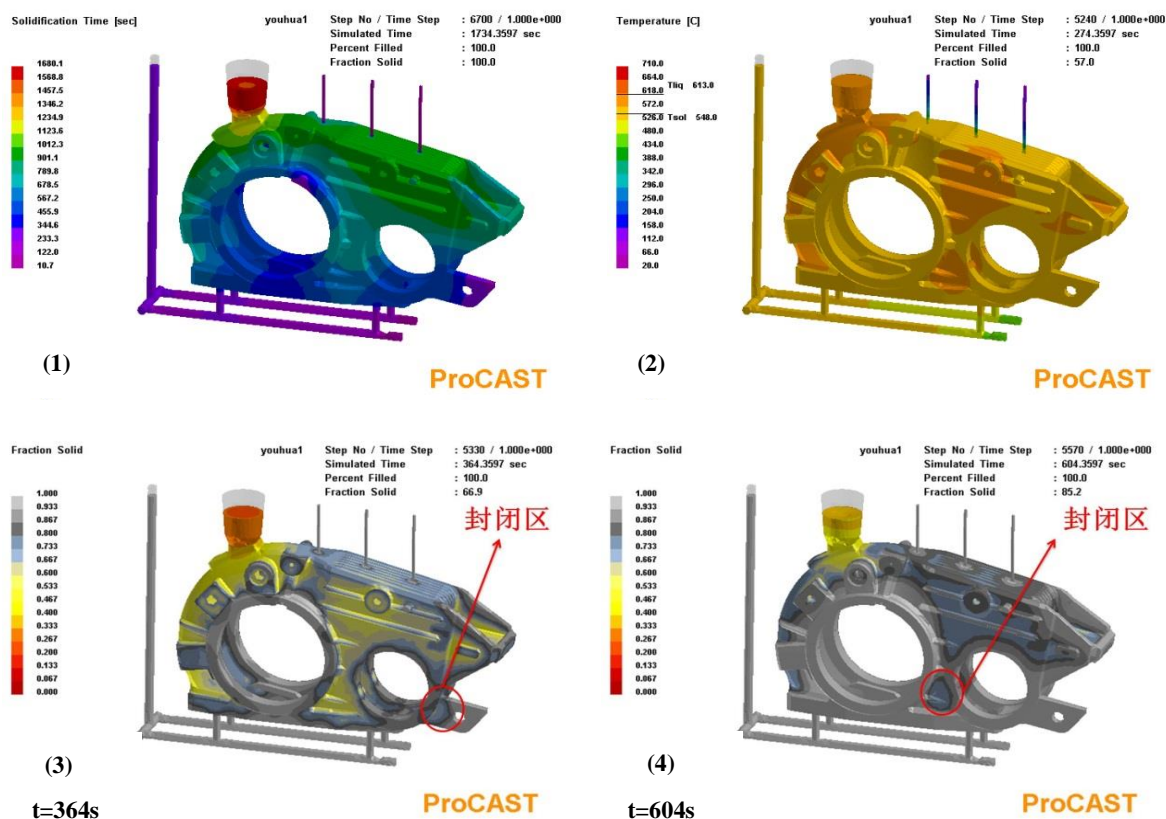 Solidification Time [sec]
youhua1
Step No / Time Step : 6700 / 1.000e+000
Simulated Time : 1734.3597 sec
Percent Filled : 100.0
Fraction Solid : 100.0
1680.1
1568.8
1457.5
1346.2
1234.9
1123.6
1012.3
901.1
789.8
678.5
567.2
455.9
344.6
233.3
122.0
10.7
(1)
ProCAST
Temperature [C]
youhua1
Step No / Time Step : 5240 / 1.000e+000
Simulated Time : 274.3597 sec
Percent Filled : 100.0
Fraction Solid : 57.0
710.0
664.0
618.0
572.0
526.0
480.0
434.0
388.0
342.0
296.0
250.0
204.0
158.0
112.0
66.0
20.0
Tliq 613.0
Tsol 548.0
(2)
ProCAST
Fraction Solid
youhua1
Step No / Time Step : 5330 / 1.000e+000
Simulated Time : 364.3597 sec
Percent Filled : 100.0
Fraction Solid : 66.9
1.000
0.933
0.867
0.800
0.733
0.667
0.600
0.533
0.467
0.400
0.333
0.267
0.200
0.133
0.067
0.000
封闭区
(3)
t=364s
ProCAST
Fraction Solid
youhua1
Step No / Time Step : 5570 / 1.000e+000
Simulated Time : 604.3597 sec
Percent Filled : 100.0
Fraction Solid : 85.2
1.000
0.933
0.867
0.800
0.733
0.667
0.600
0.533
0.467
0.400
0.333
0.267
0.200
0.133
0.067
0.000
封闭区
(4)
t=604s
ProCAST